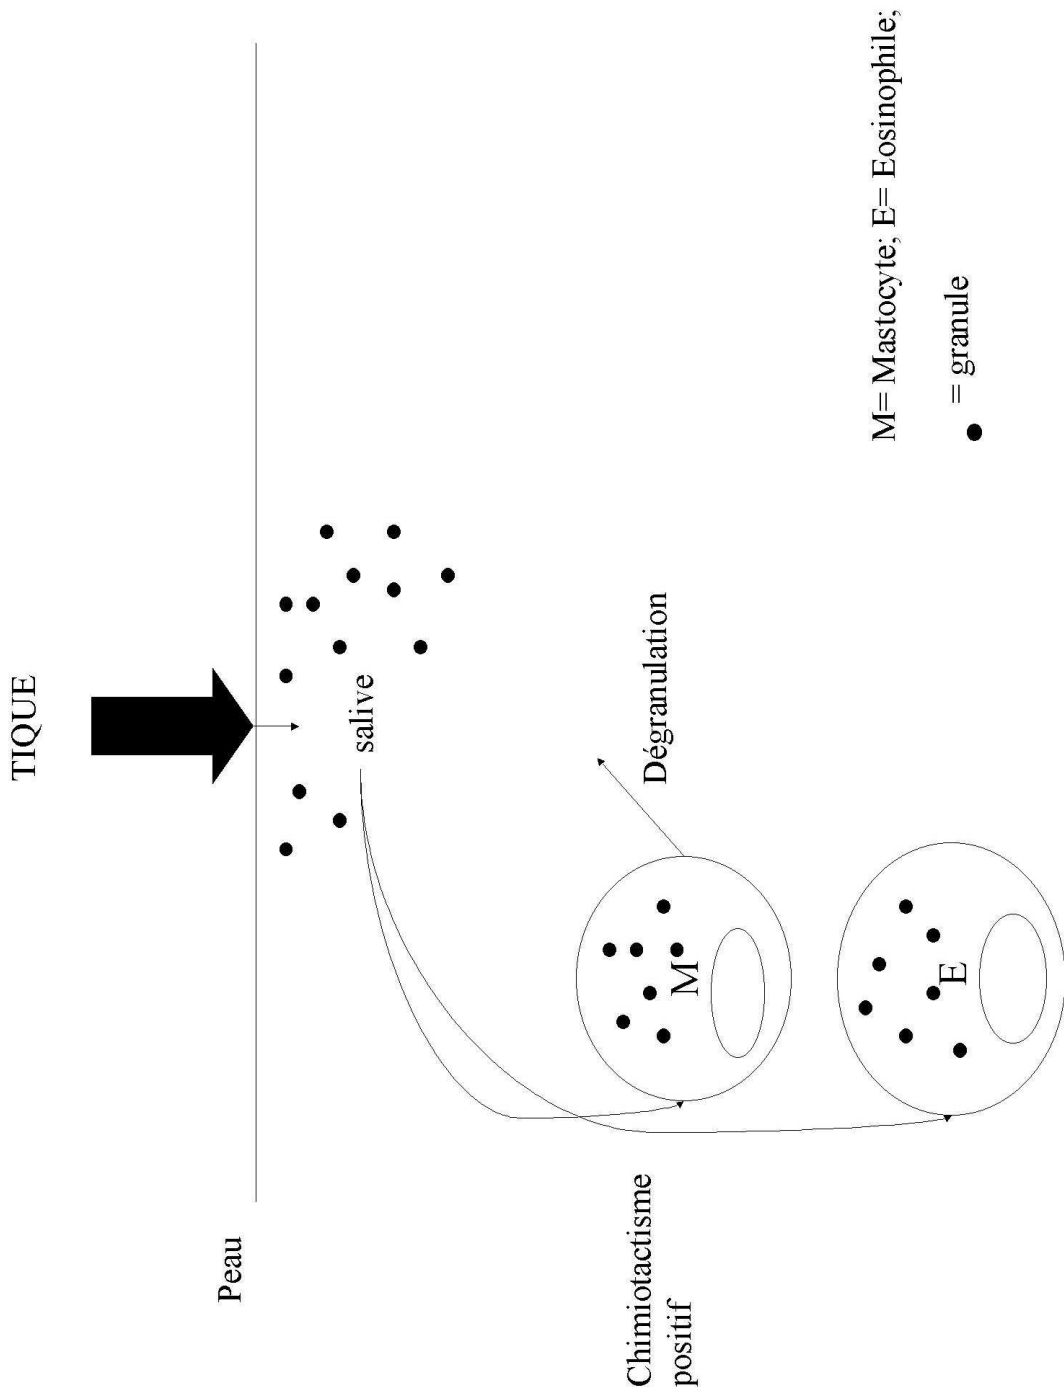 TIQUE
Peau
salive
Chimiotactisme
positif
Dégranulation
M
E
M= Mastocyte; E= Eosinophile;
= granule